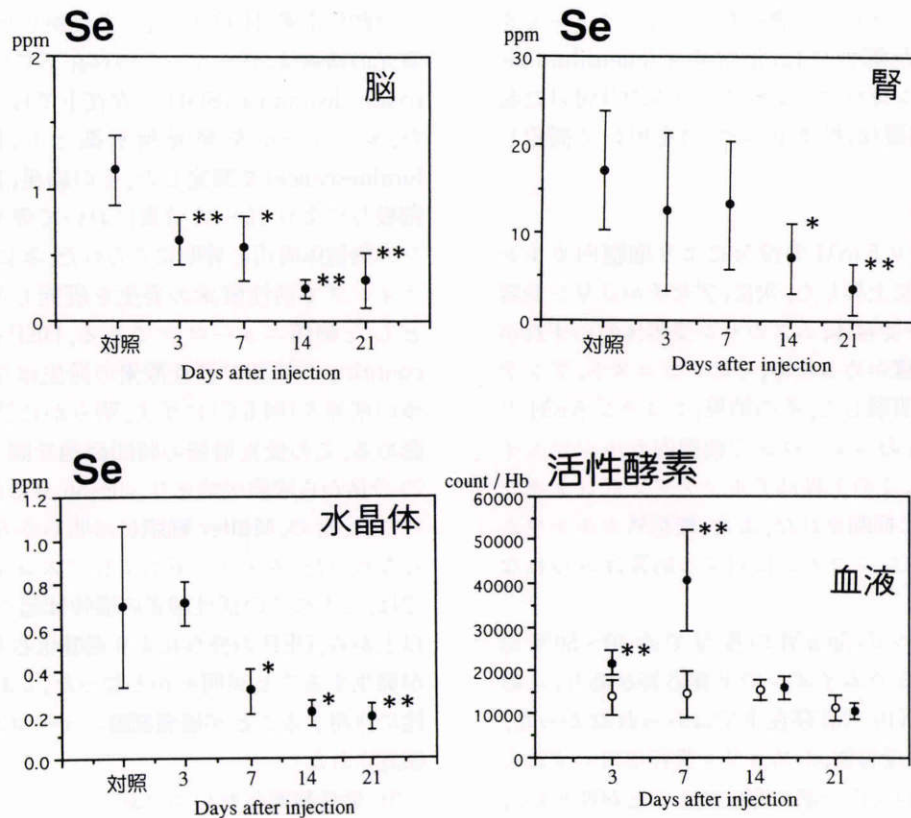 Se
ppm
2
脳
1
**
*
**
**
0
対照
3
7
14
21
Days after injection
Se
ppm
30
腎
20
10
*
**
0
対照
3
7
14
21
Days after injection
Se
ppm
1.2
水晶体
1.0
0.8
0.6
*
0.4
*
**
0.2
0.0
対照
3
7
14
21
Days after injection
活性酵素
count / Hb
60000
血液
50000
**
40000
30000
**
20000
10000
0
3
7
14
21
Days after injection